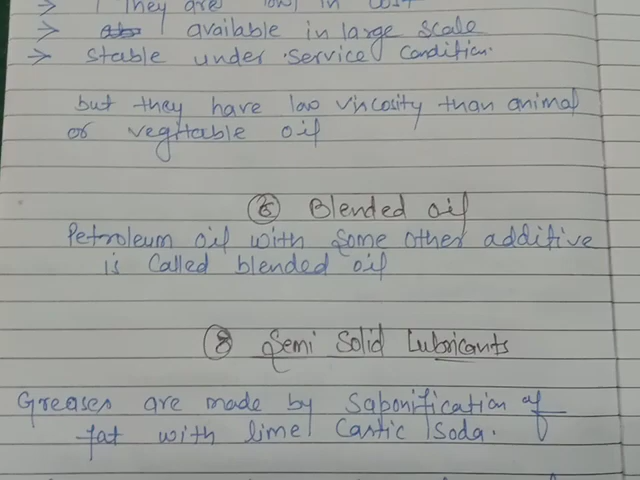 → They are low in cost
→ available in large scale
→ stable under service condition.
but they have low viscosity than animal
or vegitable oil
Blended oil
Petroleum oil with some other additive
is called blended oil
⑧ Semi Solid Lubricants
Greases are made by Saponification of
fat with lime Castic Soda.